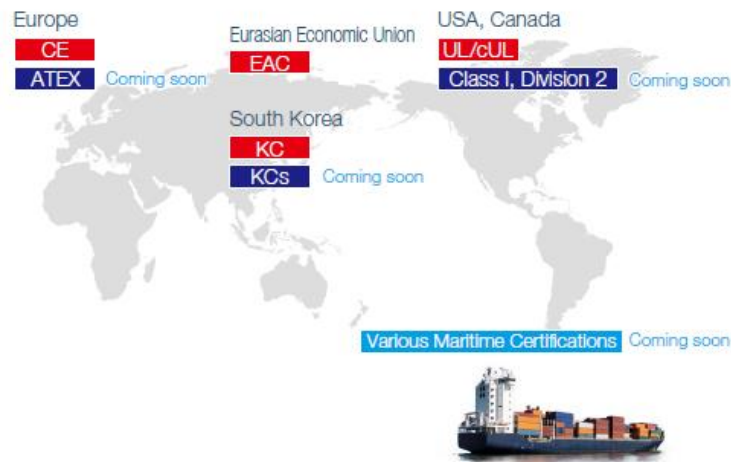 Europe
CE
ATEX Coming soon
Eurasian Economic Union
EAC
South Korea
KC
KCs Coming soon
USA, Canada
UL/cUL
Class I, Division 2 Coming soon
Various Maritime Certifications Coming soon